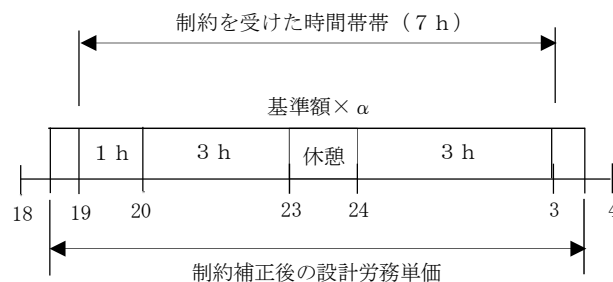 制約を受けた時間帯帯（７ｈ）
基準額×α
１ｈ ３ｈ 休憩 ３ｈ
18 19 20 23 24 3 4
制約補正後の設計労務単価